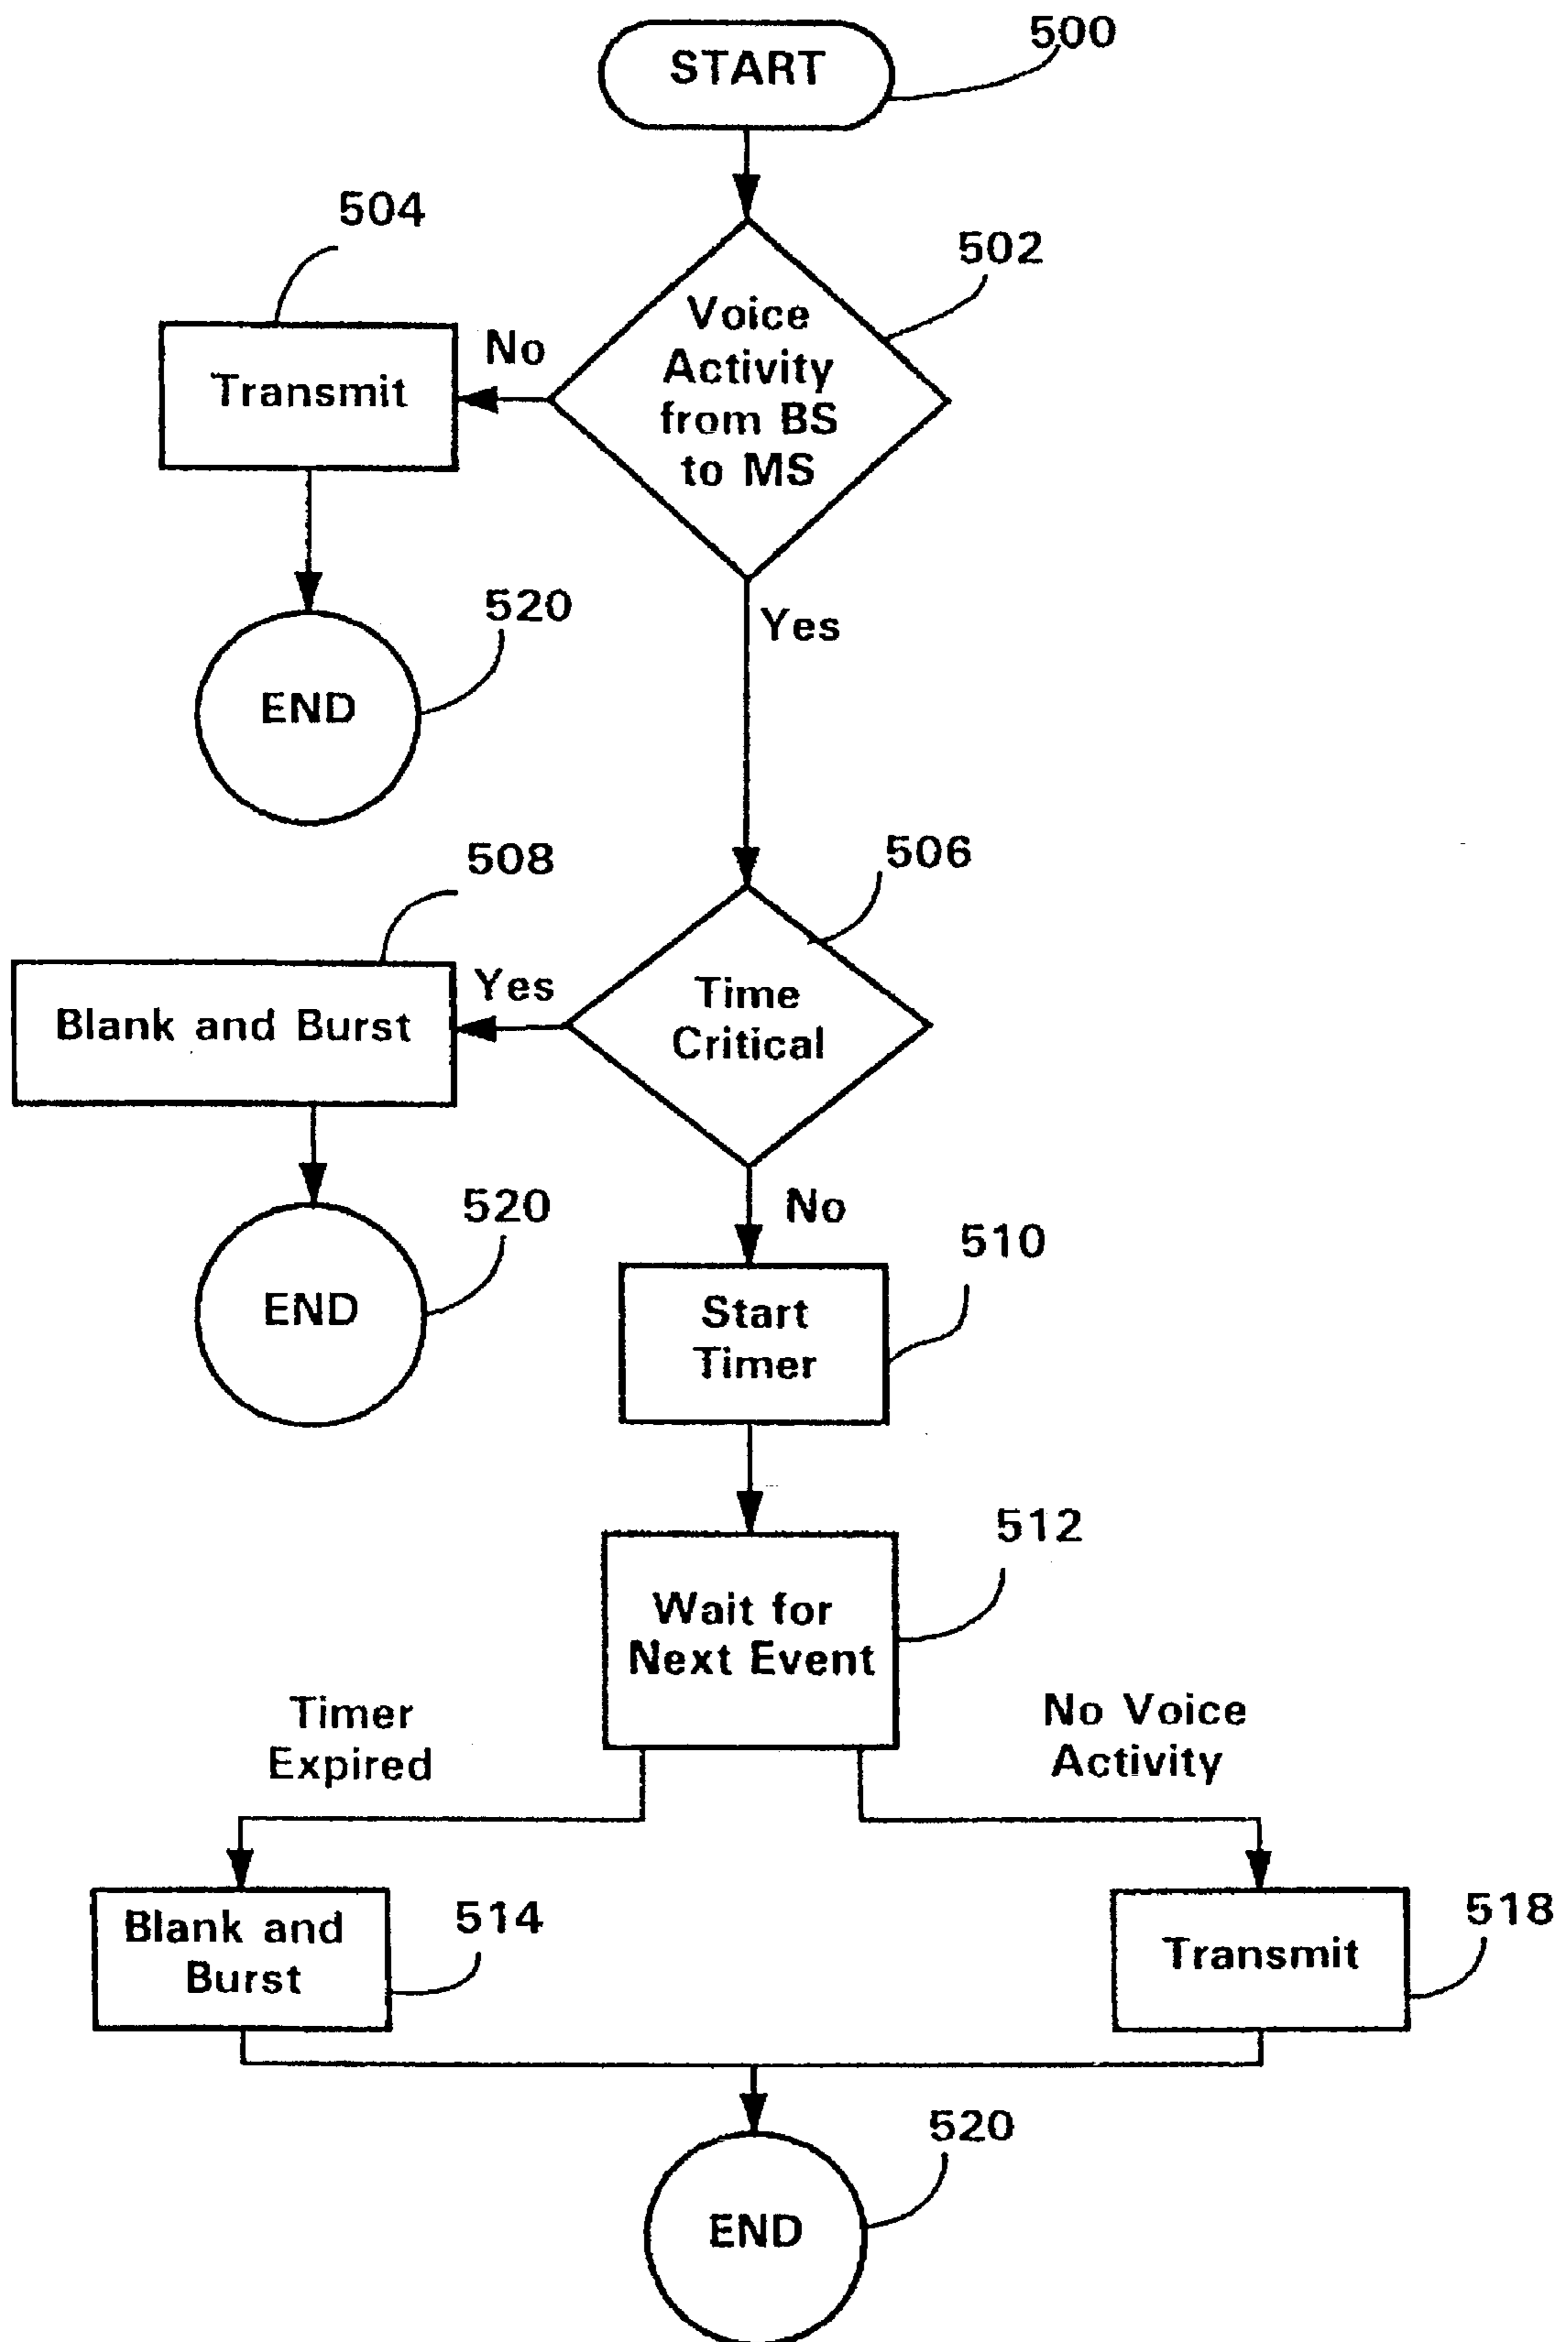 500
START
504
502
Voice
Activity
from BS
to MS
No
Transmit
520
Yes
END
508
506
Time
Critical
Yes
Blank and Burst
520
No
510
END
Start
Timer
512
Wait for
Next Event
Timer
Expired
No Voice
Activity
Blank and
Burst
514
518
Transmit
520
END